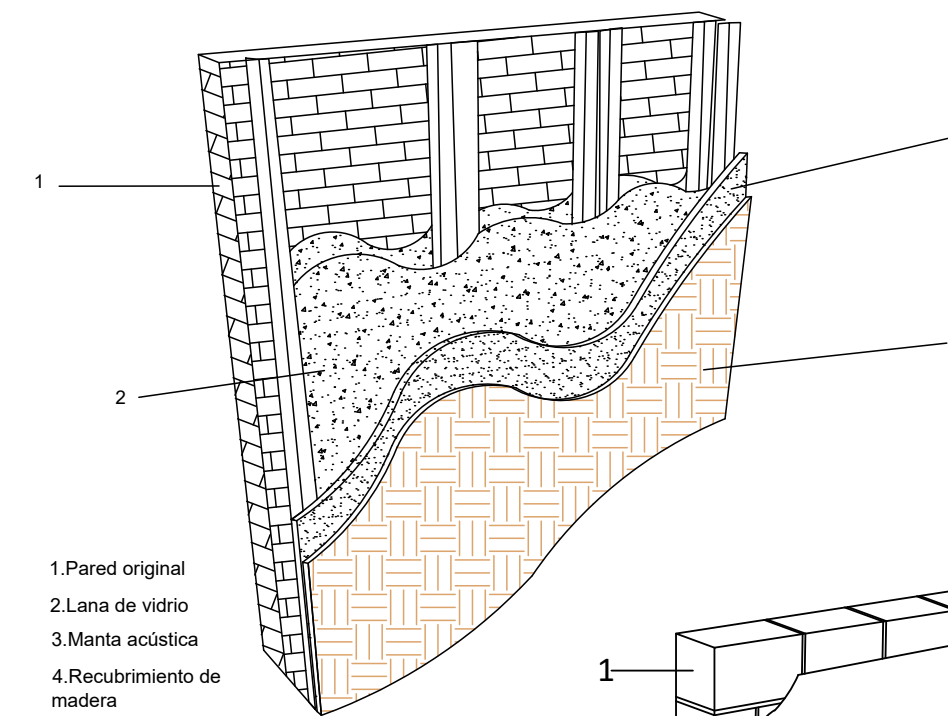 1
2
1.Pared original
2.Lana de vidrio
3.Manta acústica
4.Recubrimiento de
madera
1